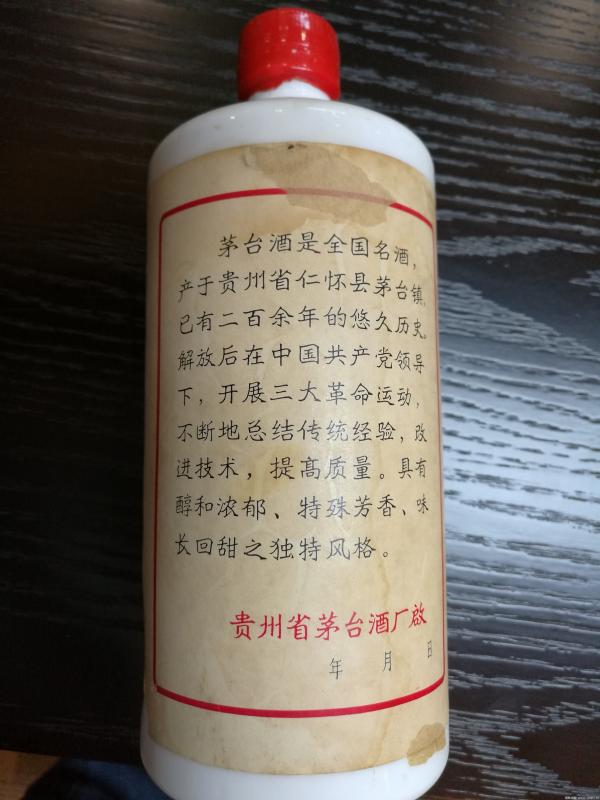 茅台酒是全国名酒，
产于贵州省仁怀县茅台镇，
已有二百余年的悠久历史。
解放后在中国共产党领导
下，开展三大革命运动，
不断地总结传统经验，改
进技术，提高质量。具有
醇和浓郁、特殊芳香、味
长回甜之独特风格。
贵州省茅台酒厂啟
年 月 日